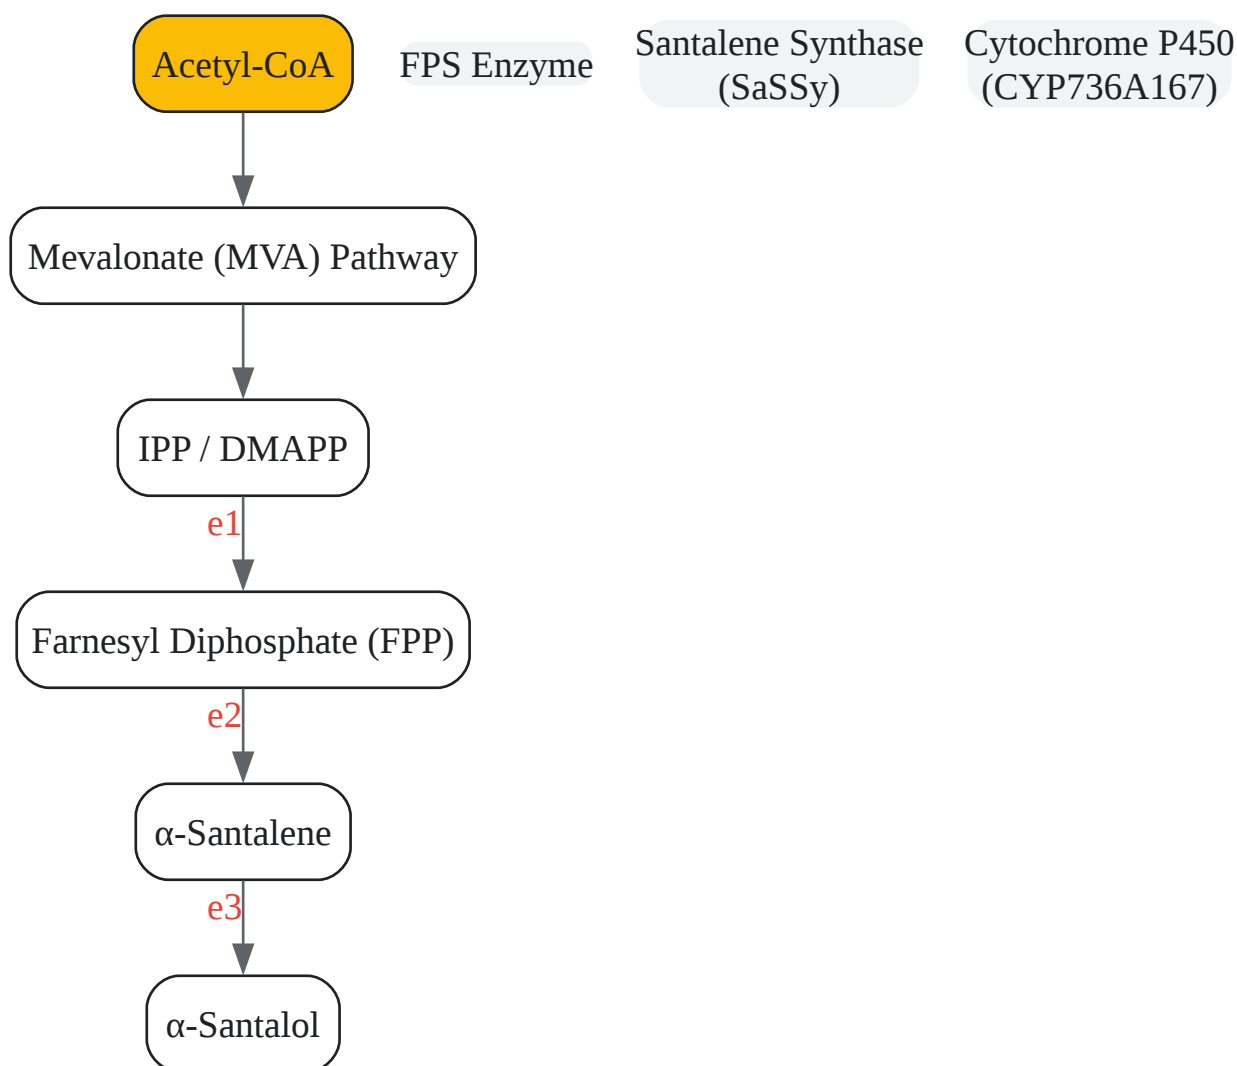 Acetyl-CoA
FPS Enzyme
Santalene Synthase
(SaSSy)
Cytochrome P450
(CYP736A167)
Mevalonate (MVA) Pathway
IPP / DMAPP
e1
Farnesyl Diphosphate (FPP)
e2
α-Santalene
e3
α-Santalol